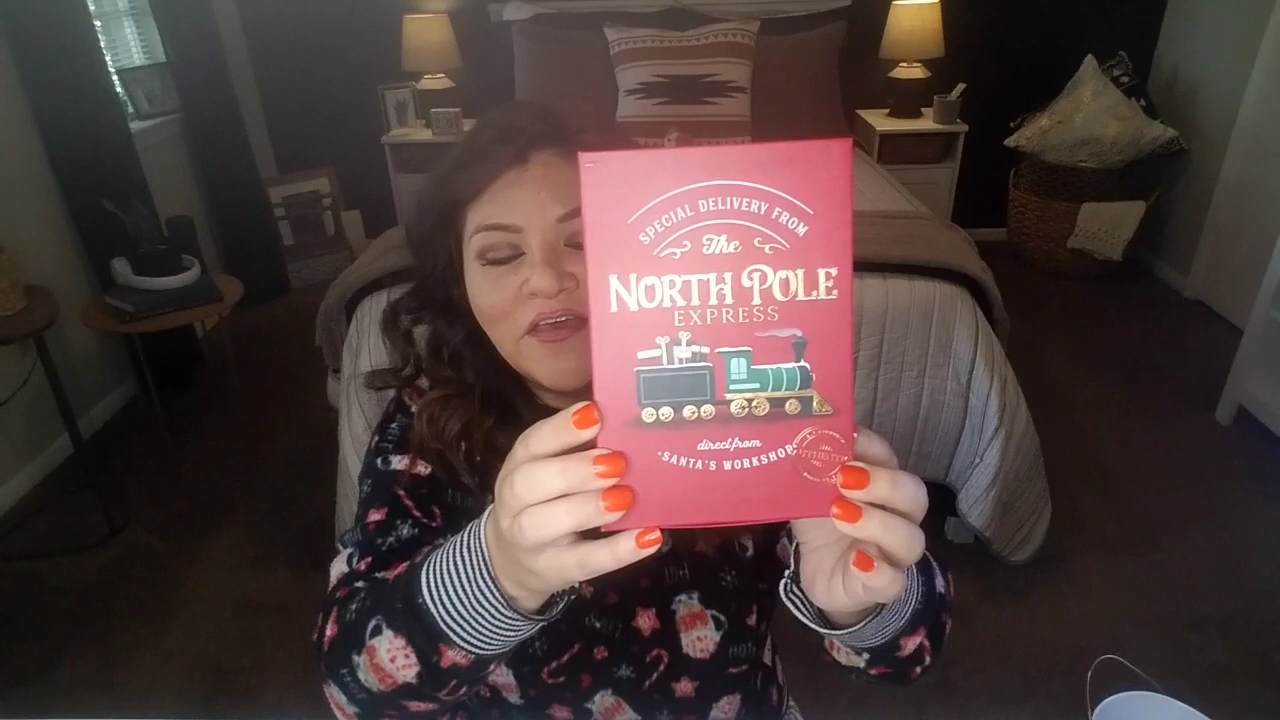 SPECIAL DELIVERY FROM
The
NORTH POLE
EXPRESS
direct from
•SANTA'S WORKSHOP